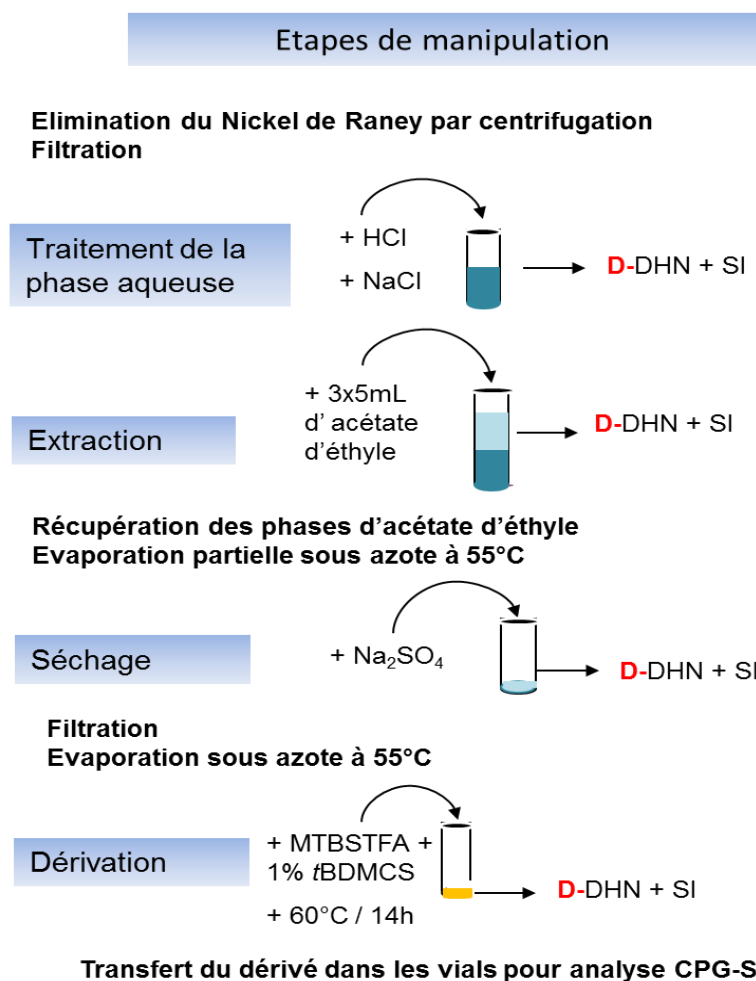 Etapes de manipulation
Elimination du Nickel de Raney par centrifugation
Filtration
Traitement de la
phase aqueuse
+ HCl
+ NaCl
D-DHN + SI
Extraction
+ 3x5mL
d' acétate
d'éthyle
D-DHN + SI
Récupération des phases d'acétate d'éthyle
Evaporation partielle sous azote à 55°C
Séchage
+ Na₂SO₄
D-DHN + SI
Filtration
Evaporation sous azote à 55°C
Dérivation
+ MTBSTFA +
1% tBDMCS
+ 60°C / 14h
D-DHN + SI
Transfert du dérivé dans les vials pour analyse CPG-S